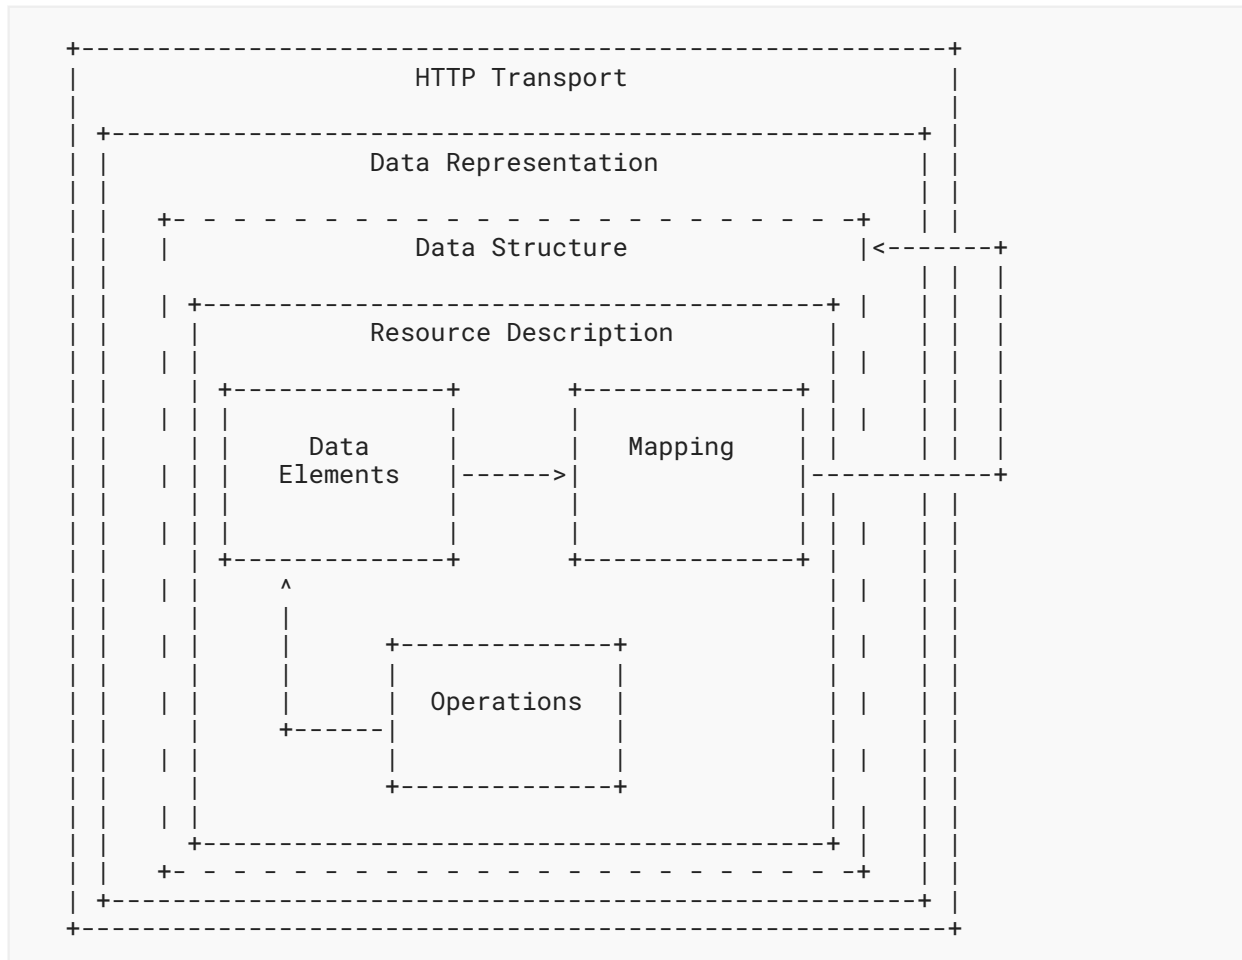 HTTP Transport
Data Representation
Data Structure
Resource Description
Data
Elements
Mapping
Operations